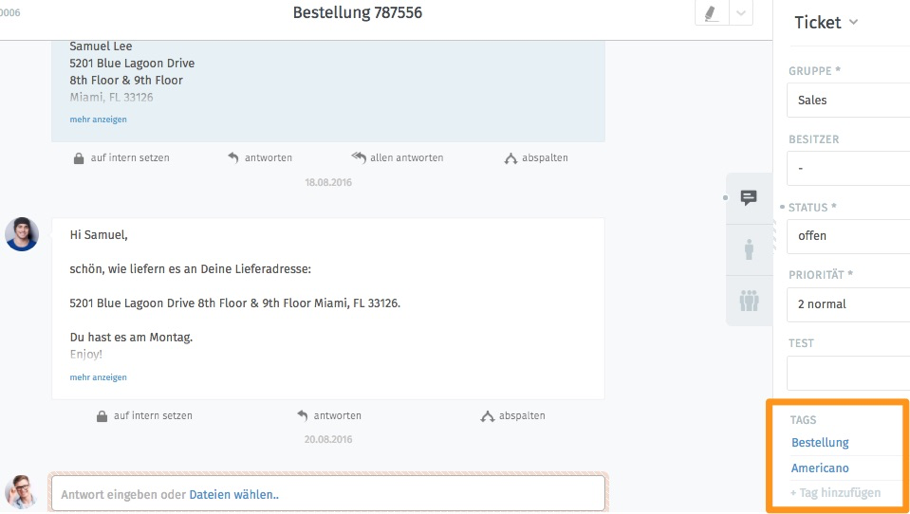 0006
Bestellung 787556
Samuel Lee
5201 Blue Lagoon Drive
8th Floor & 9th Floor
Miami, FL 33126
mehr anzeigen
auf intern setzen antworten allen antworten abspalten
18.08.2016
Hi Samuel,
schön, wie liefern es an Deine Lieferadresse:
5201 Blue Lagoon Drive 8th Floor & 9th Floor Miami, FL 33126.
Du hast es am Montag.
Enjoy!
mehr anzeigen
auf intern setzen antworten abspalten
20.08.2016
Antwort eingeben oder Dateien wählen..
Ticket
GRUPPE *
Sales
BESITZER
-
STATUS *
offen
PRIORITÄT *
2 normal
TEST
TAGS
Bestellung
Americano
+ Tag hinzufügen